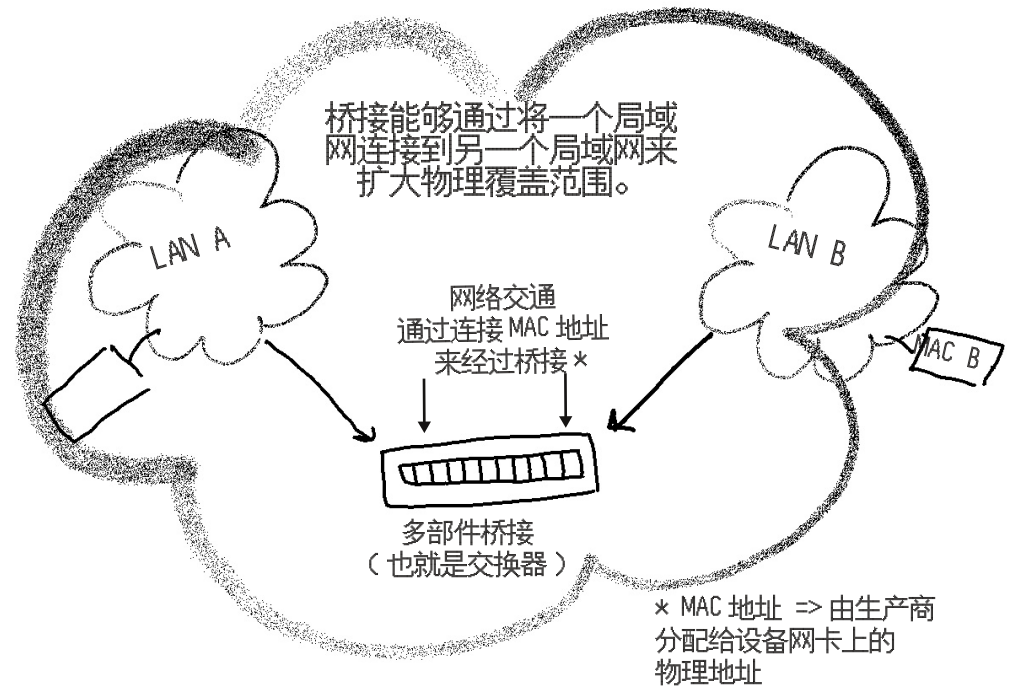 桥接能够通过将一个局域
网连接到另一个局域网来
扩大物理覆盖范围。
LAN A
LAN B
网络交通
通过连接 MAC 地址
来经过桥接 *
MAC B
多部件桥接
（也就是交换器）
* MAC 地址 => 由生产商
分配给设备网卡上的
物理地址